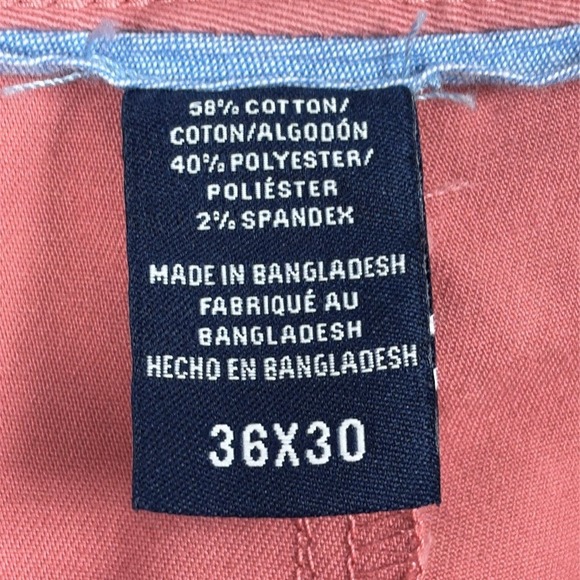 58% COTTON/
COTON/ALGODÓN
40% POLYESTER/
POLIÉSTER
2% SPANDEX
MADE IN BANGLADESH
FABRIQUÉ AU
BANGLADESH
HECHO EN BANGLADESH
36X30